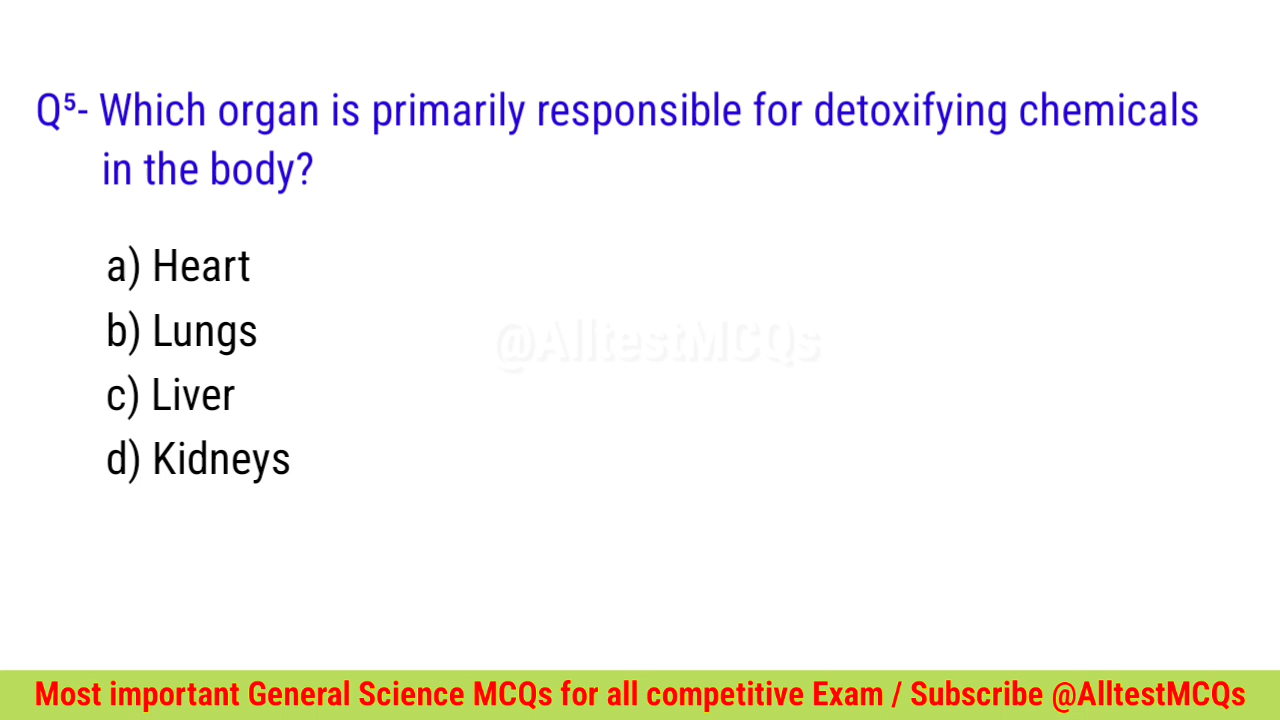 Q⁵- Which organ is primarily responsible for detoxifying chemicals
in the body?
a) Heart
b) Lungs
@AlltestMCQs
c) Liver
d) Kidneys
Most important General Science MCQs for all competitive Exam / Subscribe @AlltestMCQs